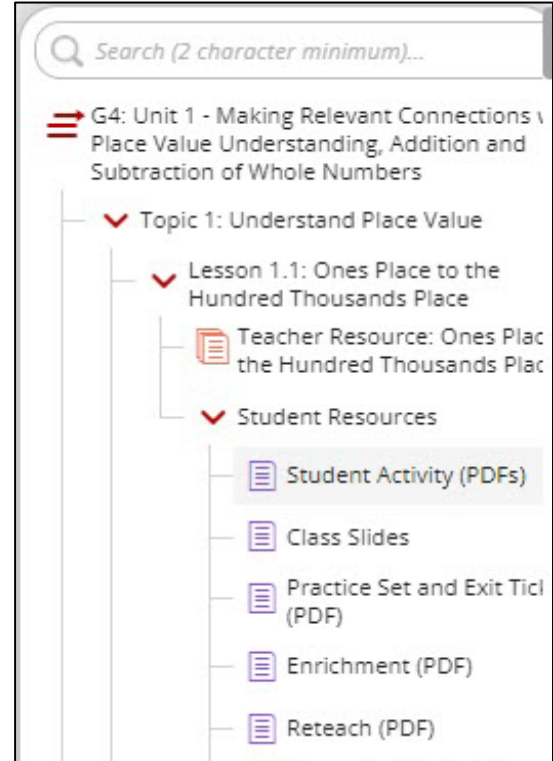 Search (2 character minimum)...
G4: Unit 1 - Making Relevant Connections
Place Value Understanding, Addition and
Subtraction of Whole Numbers
Topic 1: Understand Place Value
Lesson 1.1: Ones Place to the
Hundred Thousands Place
Teacher Resource: Ones Plac
the Hundred Thousands Plac
Student Resources
Student Activity (PDFs)
Class Slides
Practice Set and Exit Tick
(PDF)
Enrichment (PDF)
Reteach (PDF)